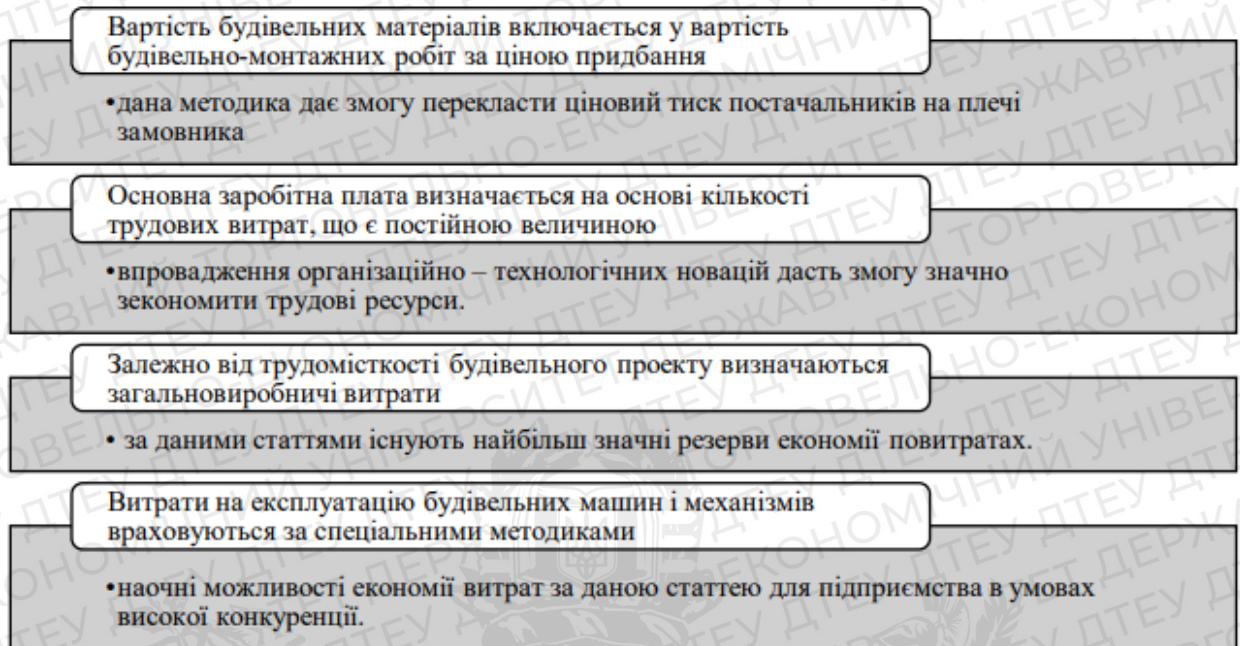 Вартість будівельних матеріалів включається у вартість
будівельно-монтажних робіт за ціною придбання
•дана методика дає змогу перекласти ціновий тиск постачальників на плечі
замовника
Основна заробітна плата визначається на основі кількості
трудових витрат, що є постійною величиною
•впровадження організаційно – технологічних новацій дасть змогу значно
зекономити трудові ресурси.
Залежно від трудомісткості будівельного проекту визначаються
загальновиробничі витрати
• за даними статтями існують найбільш значні резерви економії повитратах.
Витрати на експлуатацію будівельних машин і механізмів
враховуються за спеціальними методиками
•наочні можливості економії витрат за даною статтею для підприємства в умовах
високої конкуренції.